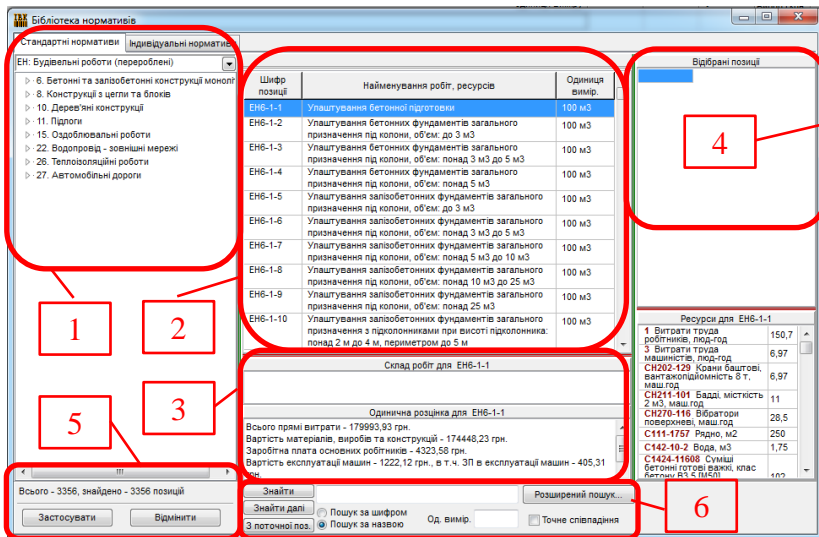 Бібліотека нормативів
Стандартні нормативи
Індивідуальні нормативи
ЕН: Будівельні роботи (перероблені)
6. Бетонні та залізобетонні конструкції моноліт
8. Конструкції з цегли та блоків
10. Дерев'яні конструкції
11. Підлоги
15. Оздоблювальні роботи
22. Водопровід - зовнішні мережі
26. Теплоізоляційні роботи
27. Автомобільні дороги
Шифр позиції
Найменування робіт, ресурсів
Одиниця вимір.
ЕН6-1-1 Улаштування бетонної підготовки 100 м3
ЕН6-1-2 Улаштування бетонних фундаментів загального 100 м3
призначення під колони, об'єм: до 3 м3
ЕН6-1-3 Улаштування бетонних фундаментів загального 100 м3
призначення під колони, об'єм: понад 3 м3 до 5 м3
ЕН6-1-4 Улаштування бетонних фундаментів загального 100 м3
призначення під колони, об'єм: понад 5 м3
ЕН6-1-5 Улаштування залізобетонних фундаментів загального 100 м3
призначення під колони, об'єм: до 3 м3
ЕН6-1-6 Улаштування залізобетонних фундаментів загального 100 м3
призначення під колони, об'єм: понад 3 м3 до 5 м3
ЕН6-1-7 Улаштування залізобетонних фундаментів загального 100 м3
призначення під колони, об'єм: понад 5 м3 до 10 м3
ЕН6-1-8 Улаштування залізобетонних фундаментів загального 100 м3
призначення під колони, об'єм: понад 10 м3 до 25 м3
ЕН6-1-9 Улаштування залізобетонних фундаментів загального 100 м3
призначення під колони, об'єм: понад 25 м3
ЕН6-1-10 Улаштування залізобетонних фундаментів загального 100 м3
призначення з підколонниками при висоті підколонника:
понад 2 м до 4 м, периметром до 5 м
Відібрані позиції
4
1
2
3
5
6
Склад робіт для ЕН6-1-1
Одинична розцінка для ЕН6-1-1
Всього прямі витрати - 179993,93 грн.
Вартість матеріалів, виробів та конструкцій - 174448,23 грн.
Заробітна плата основних робітників - 4323,58 грн.
Вартість експлуатації машин - 1222,12 грн., в т.ч. ЗП в експлуатації машин - 405,31
грн.
Ресурси для ЕН6-1-1
1 Витрати труда
робітників, люд-год 150,7
3 Витрати труда
машиністів, люд-год 6,97
СН202-129 Крани баштові,
вантажопідйомність 8 т, 6,97
маш.год
СН211-101 Бадді, місткість 11
2 м3, маш.год
СН270-116 Вібратори 28,5
поверхневі, маш.год
С111-1757 Рядно, м2 250
С142-10-2 Вода, м3 1,75
С1424-11608 Суміші
бетонні готові важкі, клас
бетону В3,5 [М50] 102
Всього - 3356, знайдено - 3356 позицій
Застосувати
Відмінити
Знайти
Знайти далі
З поточної поз.
Пошук за шифром
Пошук за назвою
Од. вимір.
Розширений пошук...
Точне співпадіння